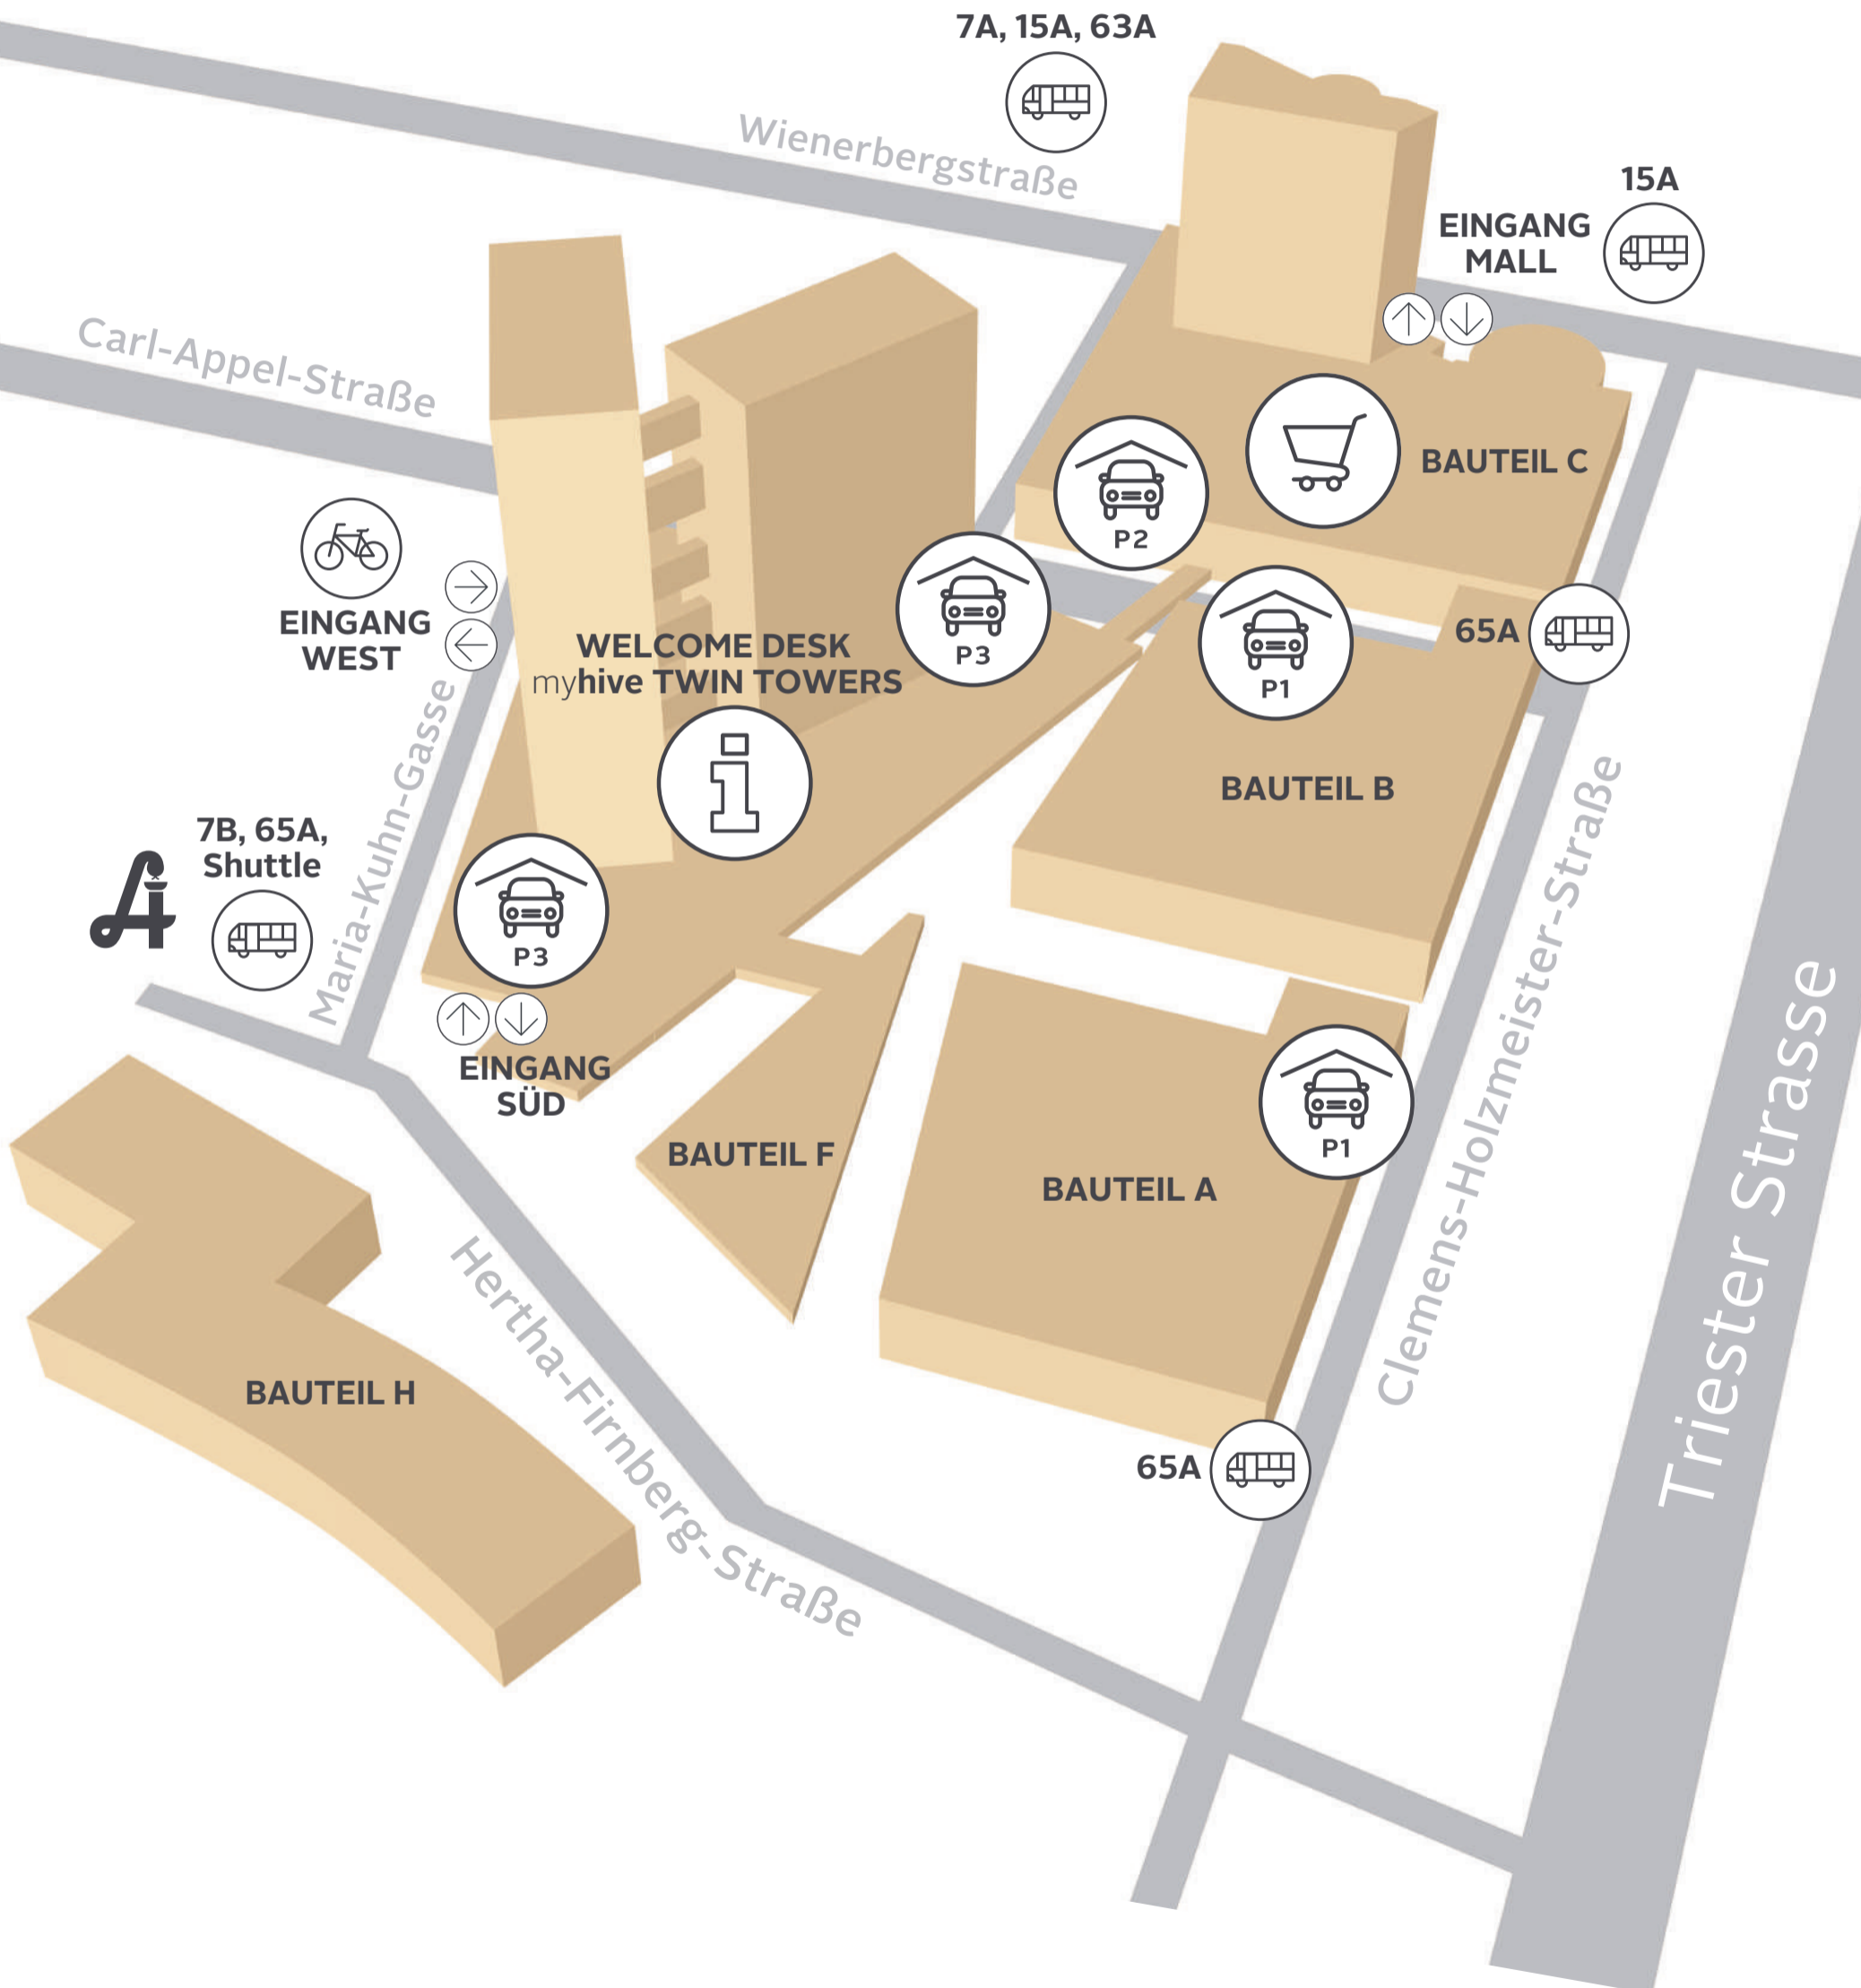 7A, 15A, 63A
Wienerbergstraße
15A
EINGANG
MALL
Carl-Appel-Straße
BAUTEIL C
P2
EINGANG
WEST
65A
WELCOME DESK
myhive TWIN TOWERS
P3
P1
Maria-Kuhn-Gasse
BAUTEIL B
7B, 65A,
Shuttle
P3
Clemens-Holzmeister-Straße
Triester Strasse
EINGANG
SÜD
BAUTEIL F
P1
BAUTEIL A
Hertha-Firnberg-Straße
BAUTEIL H
65A